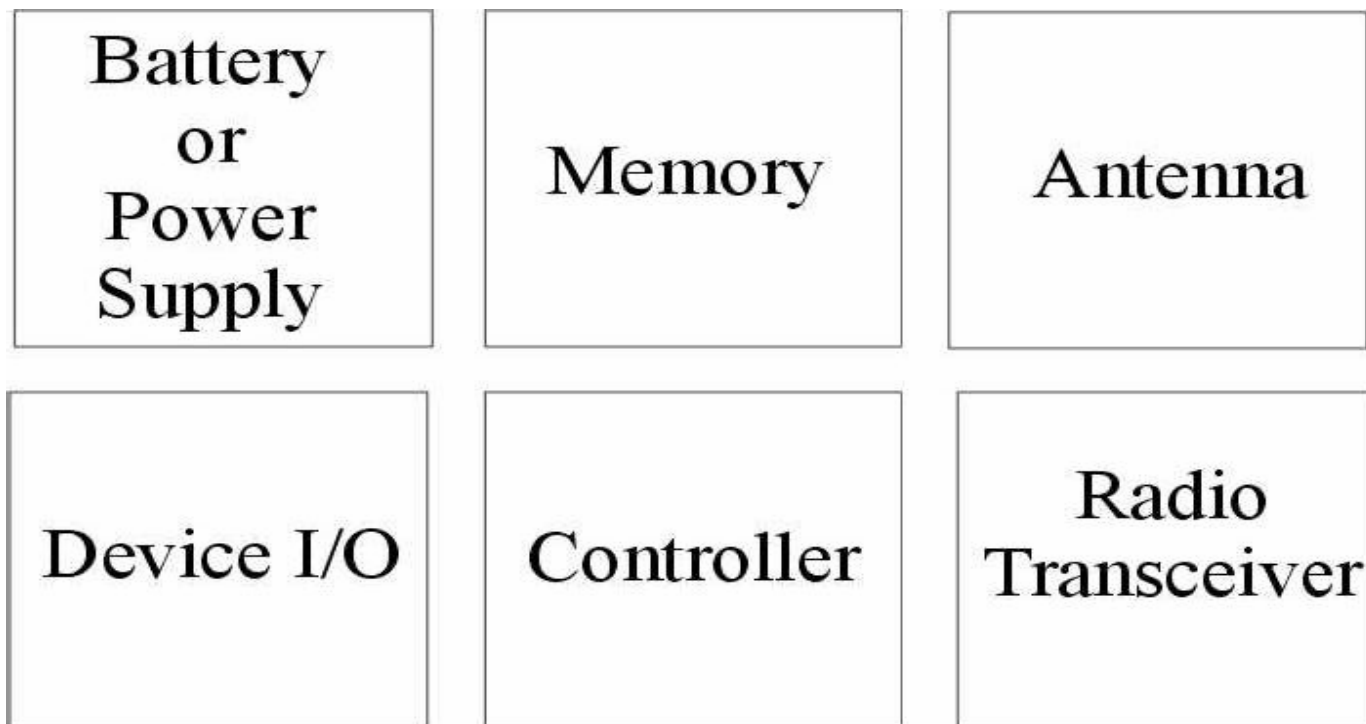 Battery
or
Power
Supply
Memory
Antenna
Device I/O
Controller
Radio
Transceiver